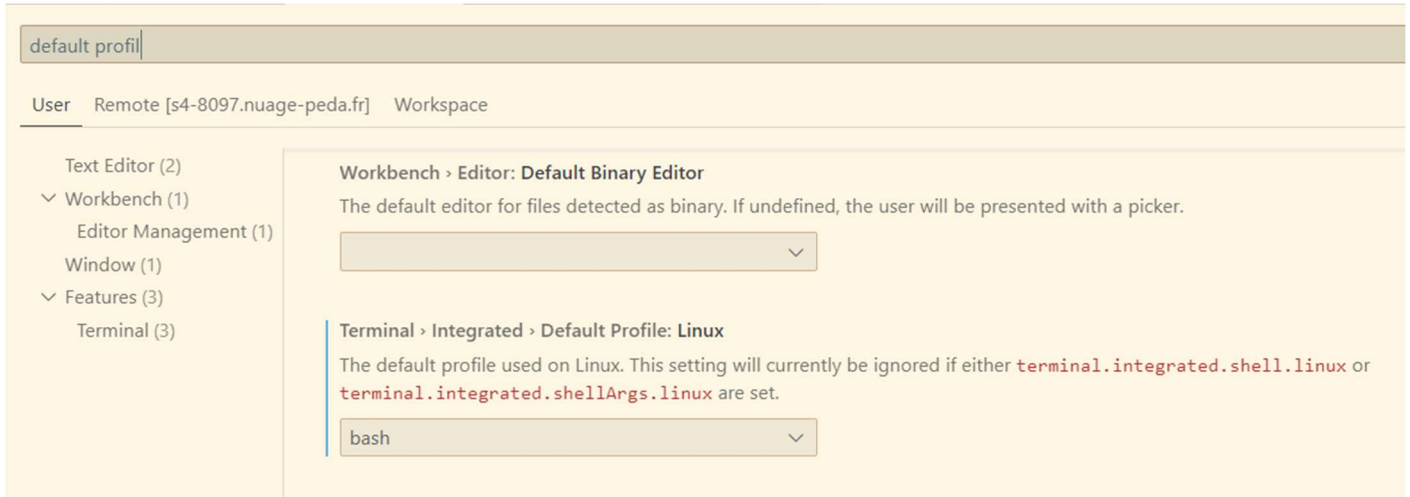 default profil
User Remote [s4-8097.nuage-peda.fr] Workspace
Text Editor (2)
Workbench (1)
Editor Management (1)
Window (1)
Features (3)
Terminal (3)
Workbench › Editor: Default Binary Editor
The default editor for files detected as binary. If undefined, the user will be presented with a picker.
Terminal › Integrated › Default Profile: Linux
The default profile used on Linux. This setting will currently be ignored if either terminal.integrated.shell.linux or
terminal.integrated.shellArgs.linux are set.
bash